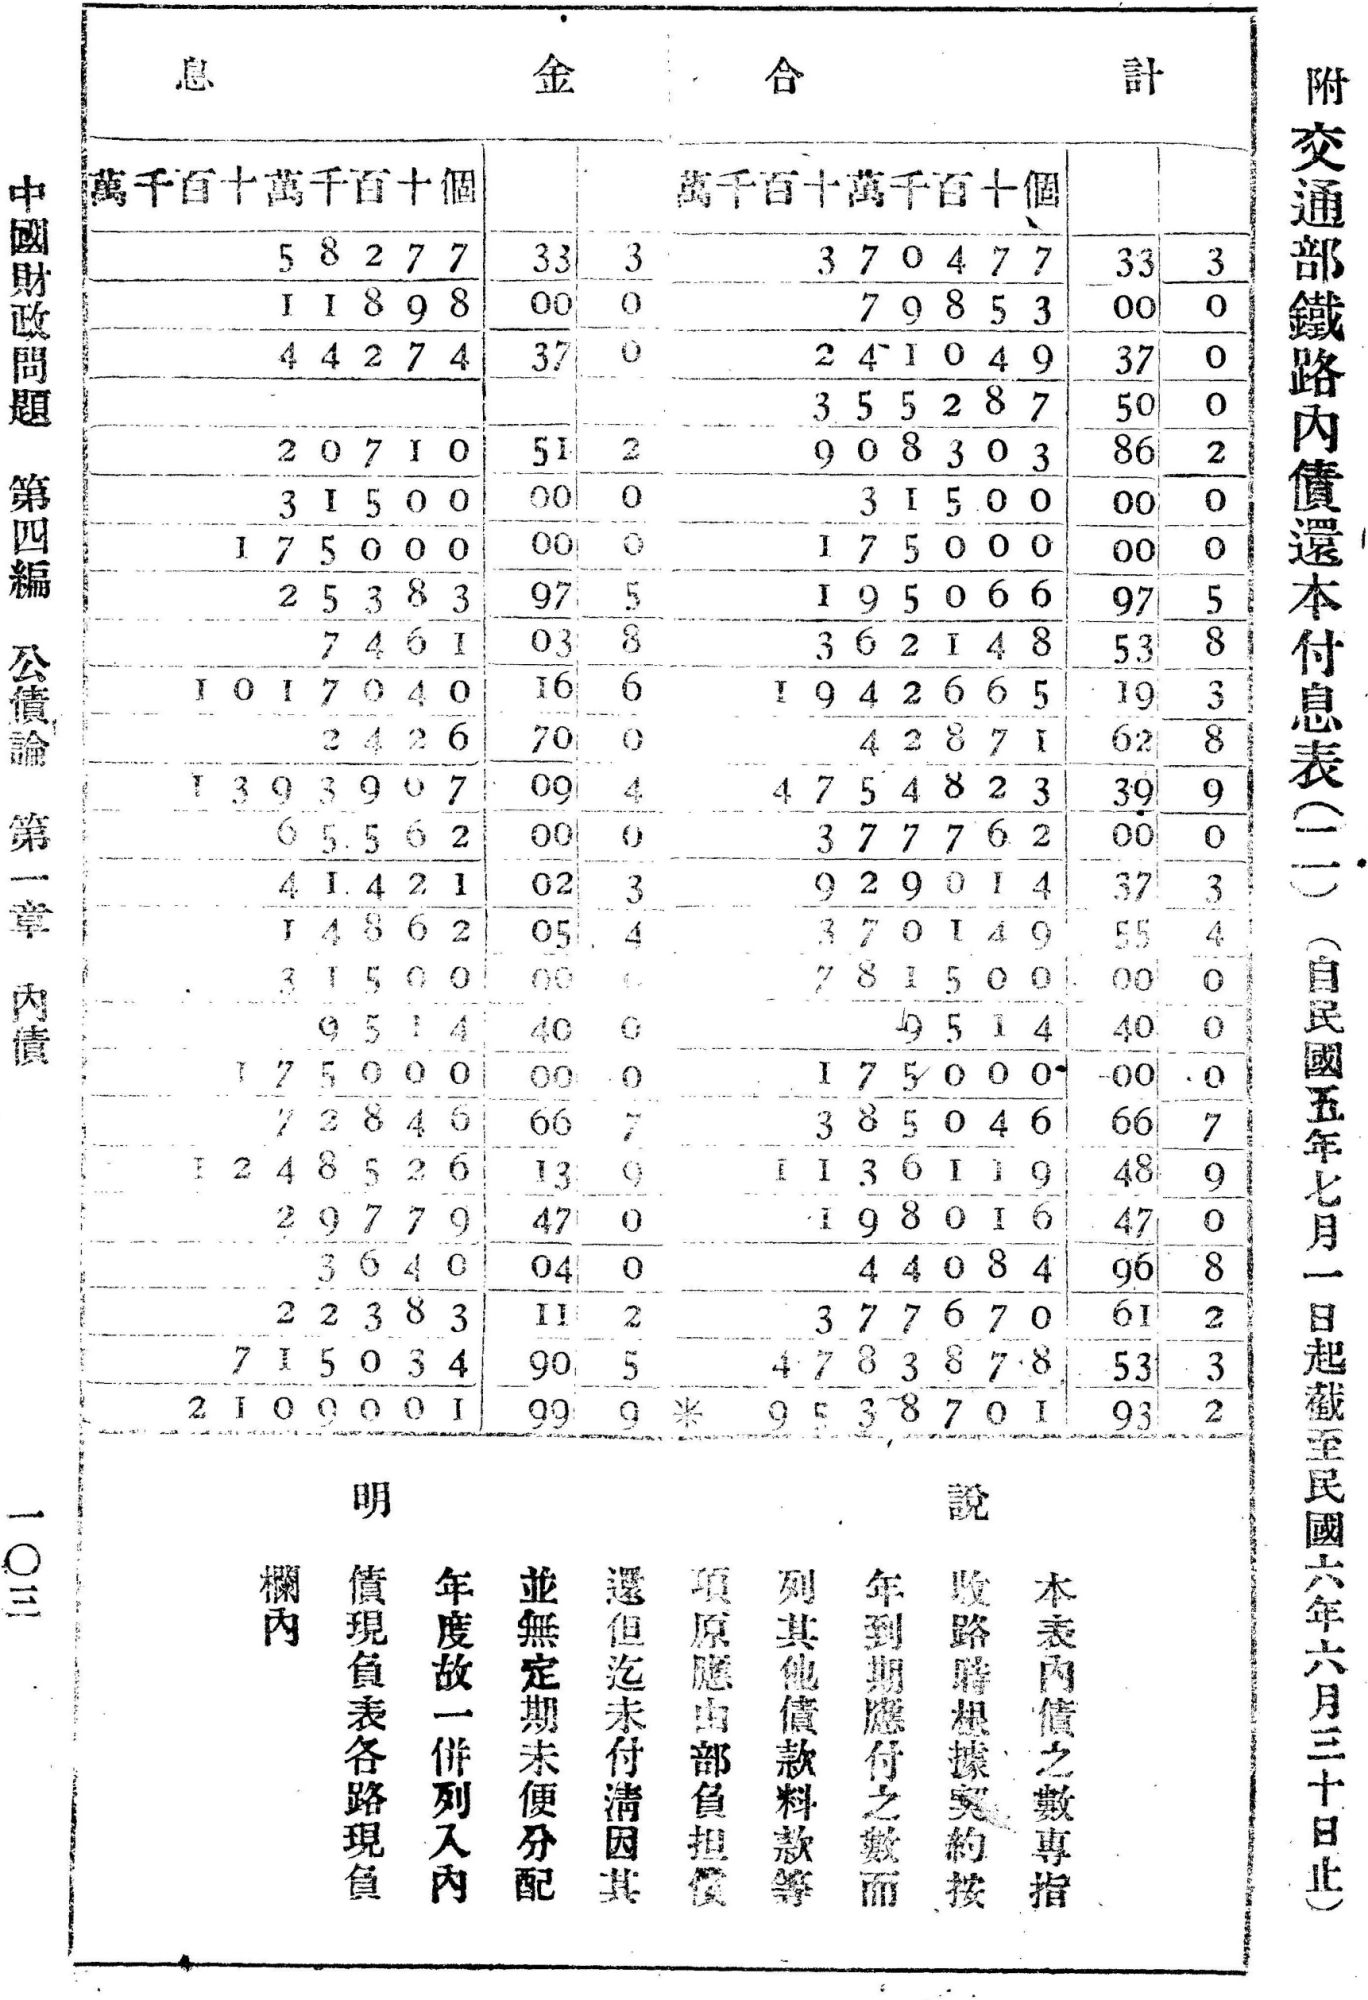 附 交通部鐵路內債還本付息表(二) (自民國五年七月一日起截至民國六年六月三十日止)
息 金 合 計
萬千百十萬千百十個 萬千百十萬千百十個
58277 33 3 370477 33 3
11898 00 0 79853 00 0
44274 37 0 241049 37 0
355287 50 0
20710 51 2 908303 86 2
31500 00 0 31500 00 0
175000 00 0 175000 00 0
25383 97 5 195066 97 5
7461 03 8 362148 53 8
1017040 16 6 1942665 19 3
2426 70 0 42871 62 8
1393967 09 4 4754823 39 9
65562 00 0 377762 00 0
41421 02 3 929014 37 3
14862 05 4 370149 55 4
31500 00 0 781500 00 0
9514 40 0 9514 40 0
175000 00 0 175000 00 0
72846 66 7 385046 66 7
1248526 13 9 1136119 48 9
29779 47 0 198016 47 0
3640 04 0 44084 96 8
22383 11 2 377670 61 2
715034 90 5 4783878 53 3
2109001 99 9 ＊ 9538701 93 2
說明
本表內債之數專指
收路時根據契約按
年到期應付之數而
列其他債款料款等
項原應由部負担償
還但迄未付清因其
並無定期未便分配
年度故一併列入內
債現負表各路現負
欄內
中國財政問題 第四編 公債論 第一章 內債 一〇三